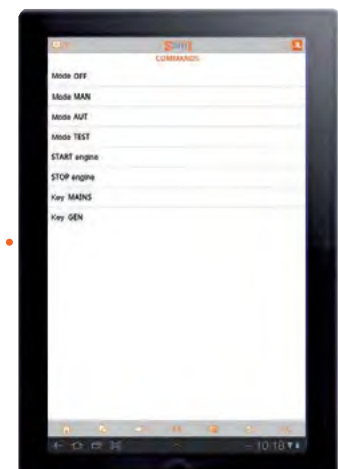 COMMANDS
Mode OFF
Mode MAN
Mode AUT
Mode TEST
START engine
STOP engine
Key MAINS
Key GEN
10:18